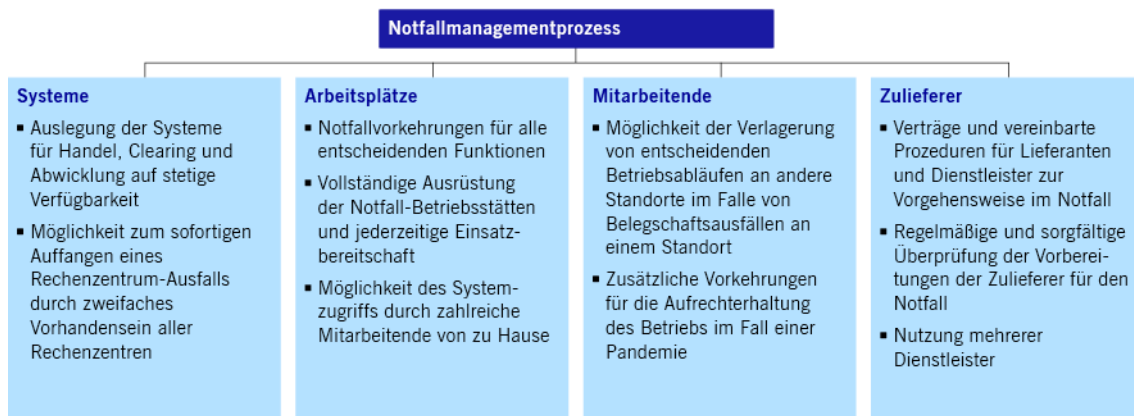 Notfallmanagementprozess
Systeme
▪ Auslegung der Systeme
für Handel, Clearing und
Abwicklung auf stetige
Verfügbarkeit
▪ Möglichkeit zum sofortigen
Auffangen eines
Rechenzentrum-Ausfalls
durch zweifaches
Vorhandensein aller
Rechenzentren
Arbeitsplätze
▪ Notfallvorkehrungen für alle
entscheidenden Funktionen
▪ Vollständige Ausrüstung
der Notfall-Betriebsstätten
und jederzeitige Einsatz-
bereitschaft
▪ Möglichkeit des System-
zugriffs durch zahlreiche
Mitarbeitende von zu Hause
Mitarbeitende
▪ Möglichkeit der Verlagerung
von entscheidenden
Betriebsabläufen an andere
Standorte im Falle von
Belegschaftsausfällen an
einem Standort
▪ Zusätzliche Vorkehrungen
für die Aufrechterhaltung
des Betriebs im Fall einer
Pandemie
Zulieferer
▪ Verträge und vereinbarte
Prozeduren für Lieferanten
und Dienstleister zur
Vorgehensweise im Notfall
▪ Regelmäßige und sorgfältige
Überprüfung der Vorberei-
tungen der Zulieferer für den
Notfall
▪ Nutzung mehrerer
Dienstleister